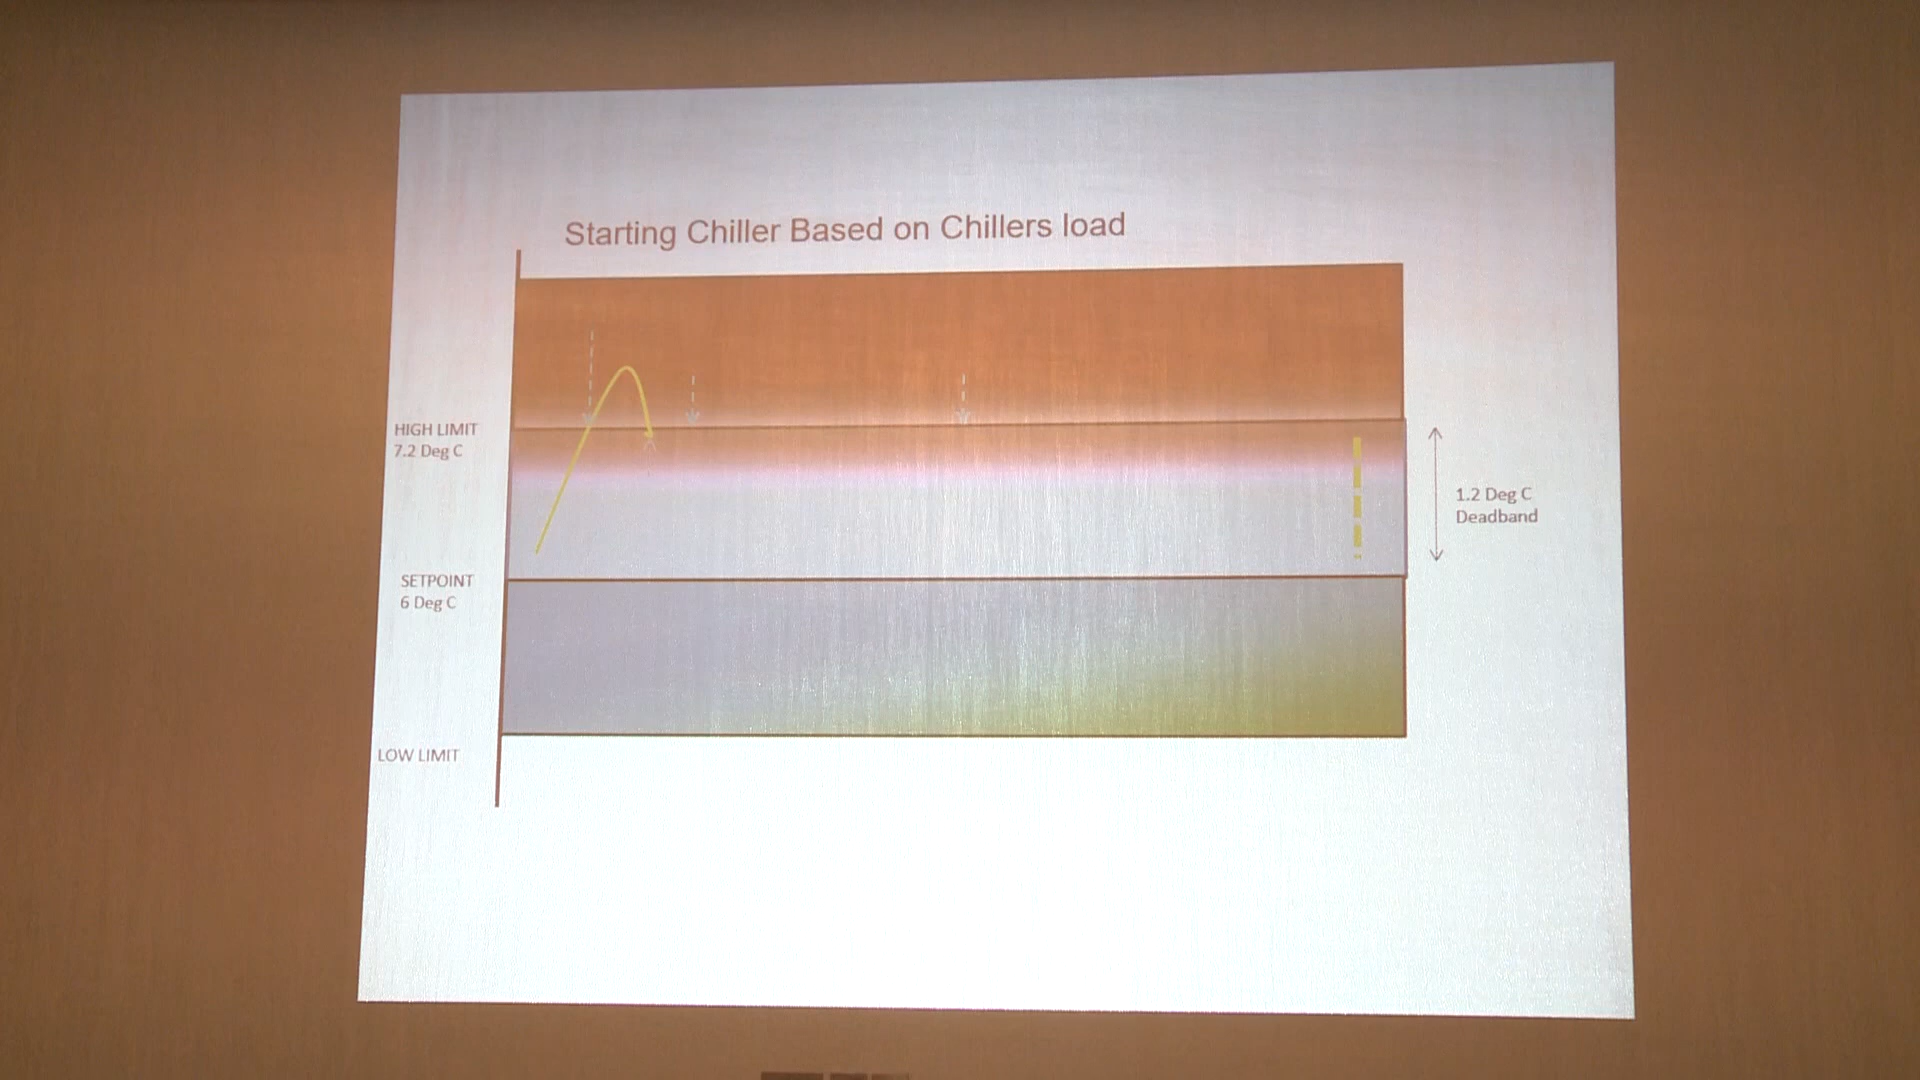 Starting Chiller Based on Chillers load
HIGH LIMIT
7.2 Deg C
1.2 Deg C
Deadband
SETPOINT
6 Deg C
LOW LIMIT